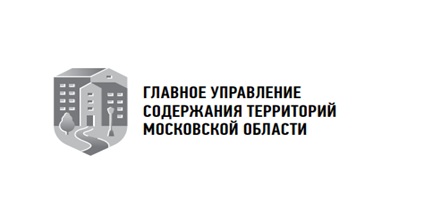 ГЛАВНОЕ УПРАВЛЕНИЕ
СОДЕРЖАНИЯ ТЕРРИТОРИЙ
МОСКОВСКОЙ ОБЛАСТИ